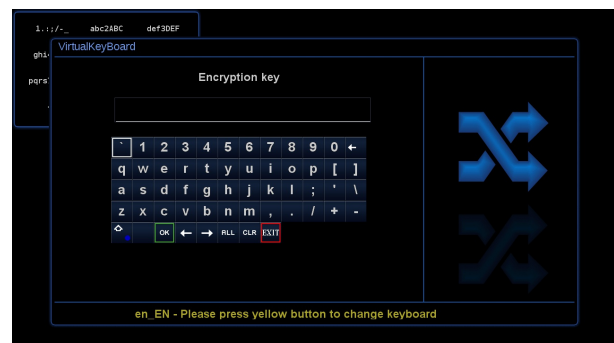 1.:;/-_ abc2ABC def3DEF
ghi
pqrs
VirtualKeyBoard
Encryption key
` 1 2 3 4 5 6 7 8 9 0 ←
q w e r t y u i o p [ ]
a s d f g h j k l ; ' \
z x c v b n m , . / + -
OK ← → ALL CLR EXIT
en_EN - Please press yellow button to change keyboard